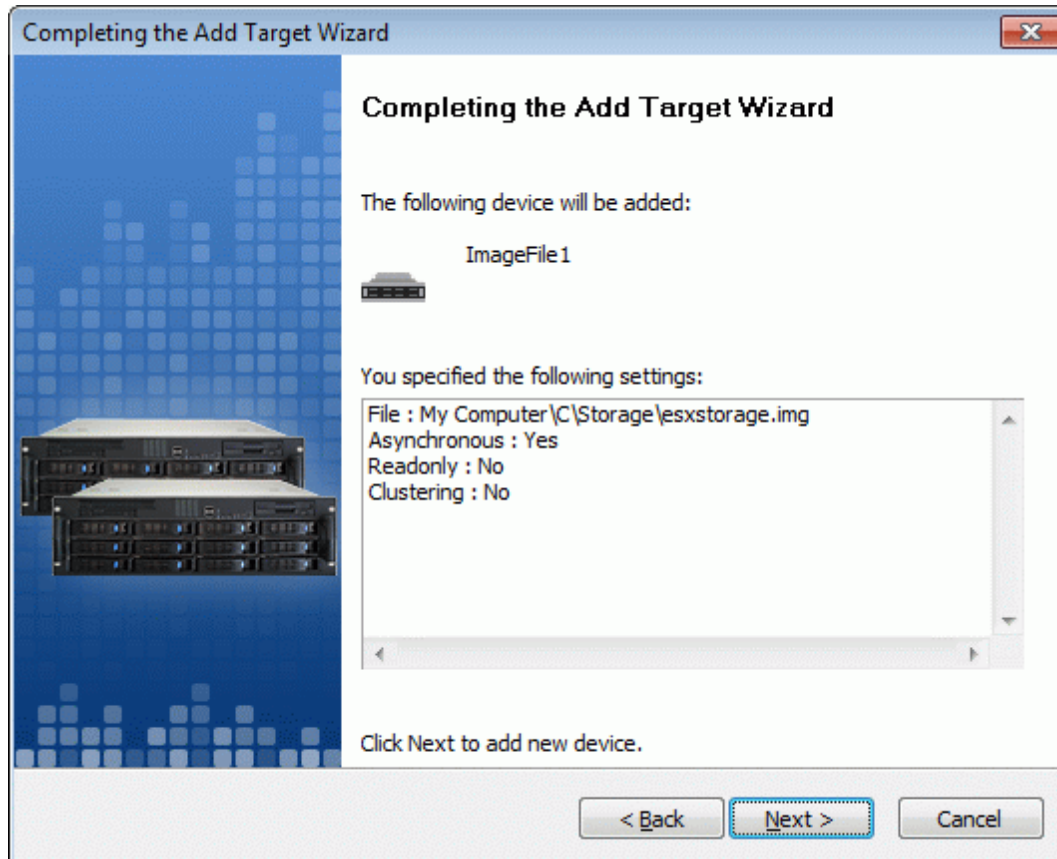 Completing the Add Target Wizard
Completing the Add Target Wizard
The following device will be added:
ImageFile1
You specified the following settings:
File : My Computer\C\Storage\esxstorage.img
Asynchronous : Yes
Readonly : No
Clustering : No
Click Next to add new device.
< Back
Next >
Cancel